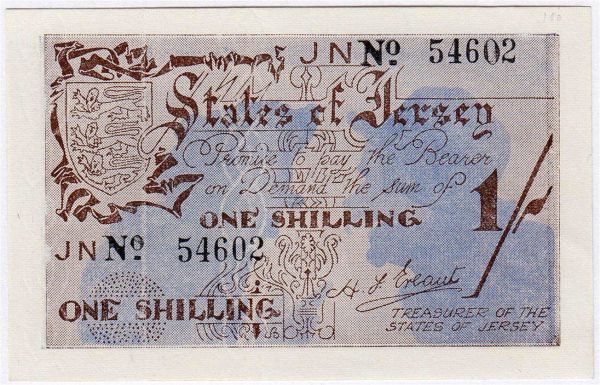 JN No 54602
States of Jersey
Promise to pay the Bearer
on Demand the sum of
ONE SHILLING
1/-
JN No 54602
ONE SHILLING
H F Ereaut
TREASURER OF THE
STATES OF JERSEY